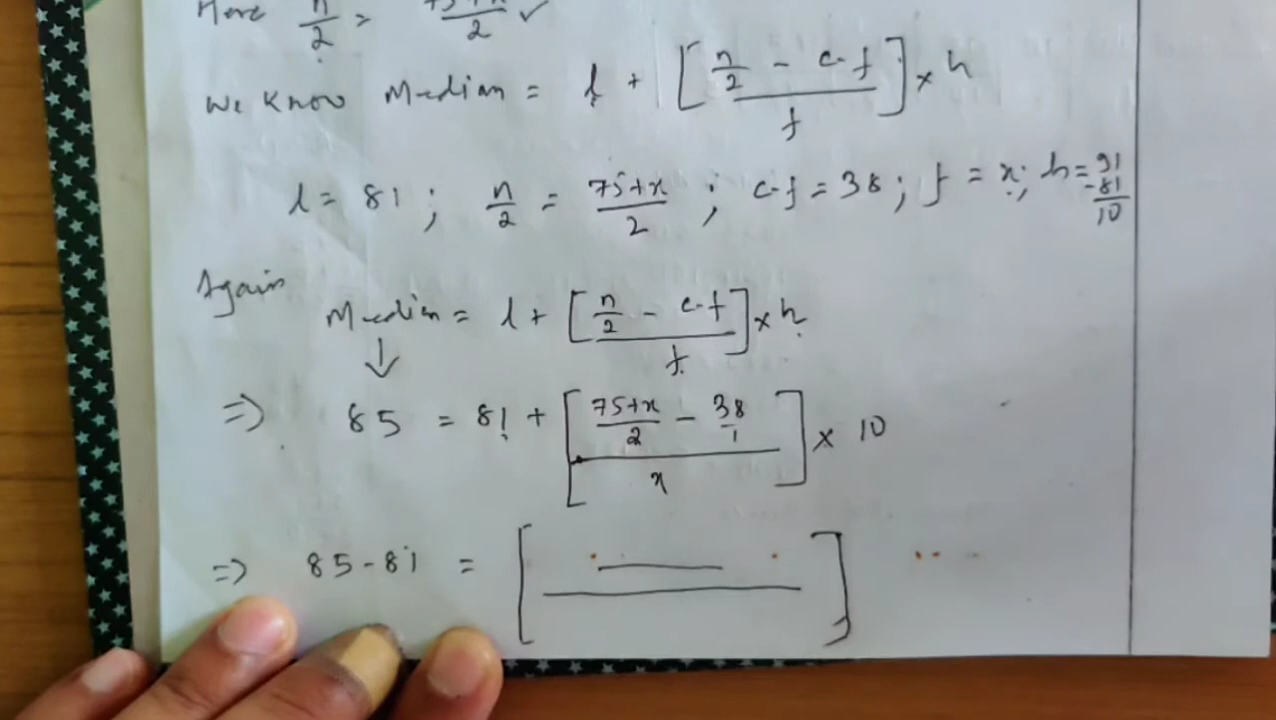 Here n/2 = 75+x/2 ✓
We Know Median = l + [n/2 - c.f / f] × h
l = 81 ; n/2 = 75+x/2 ; c.f = 38 ; f = x ; h = 91 -81 10
Again
Median = l + [n/2 - c.f / f] × h
↓
⇒ 85 = 81 + [75+x/2 - 38/1 / x] × 10
⇒ 85-81 = [ ]